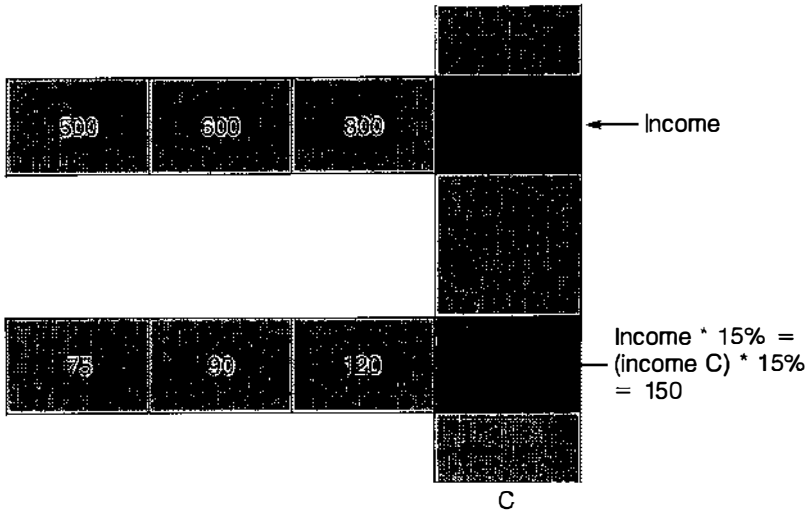 500 600 800
Income
75 90 120
Income * 15% =
(income C) * 15%
= 150
C